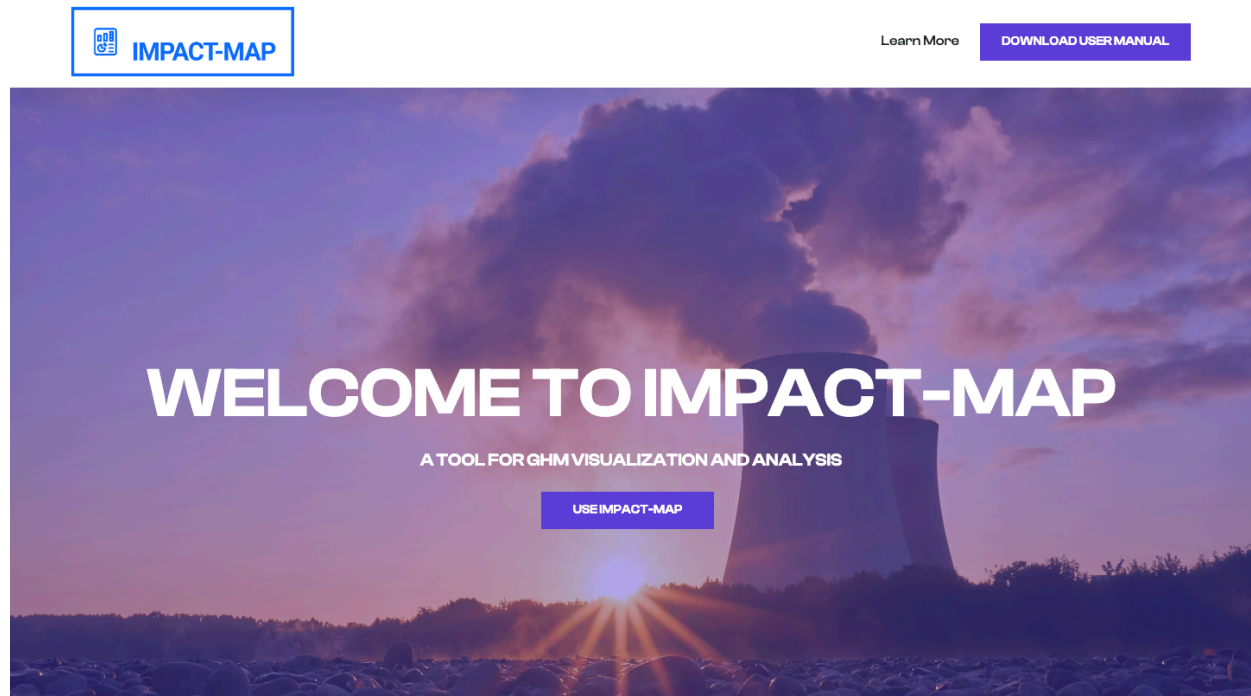 IMPACT-MAP
Learn More
DOWNLOAD USER MANUAL
WELCOME TO IMPACT-MAP
A TOOL FOR GHM VISUALIZATION AND ANALYSIS
USE IMPACT-MAP